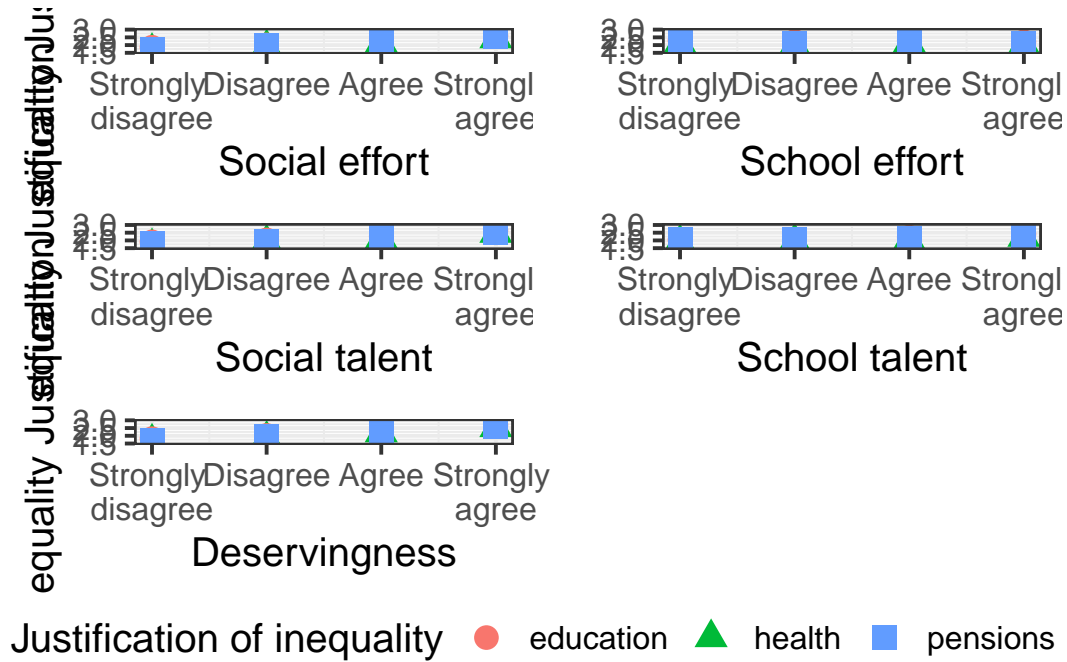 3.0
3.0
Strongly Disagree Agree Strongl
disagree agree
Strongly Disagree Agree Strongl
disagree agree
Social effort
School effort
3.0
3.0
Strongly Disagree Agree Strongl
disagree agree
Strongly Disagree Agree Strongl
disagree agree
Social talent
School talent
3.0
Strongly Disagree Agree Strongly
disagree agree
Deservingness
equality
Justification of inequality education health pensions